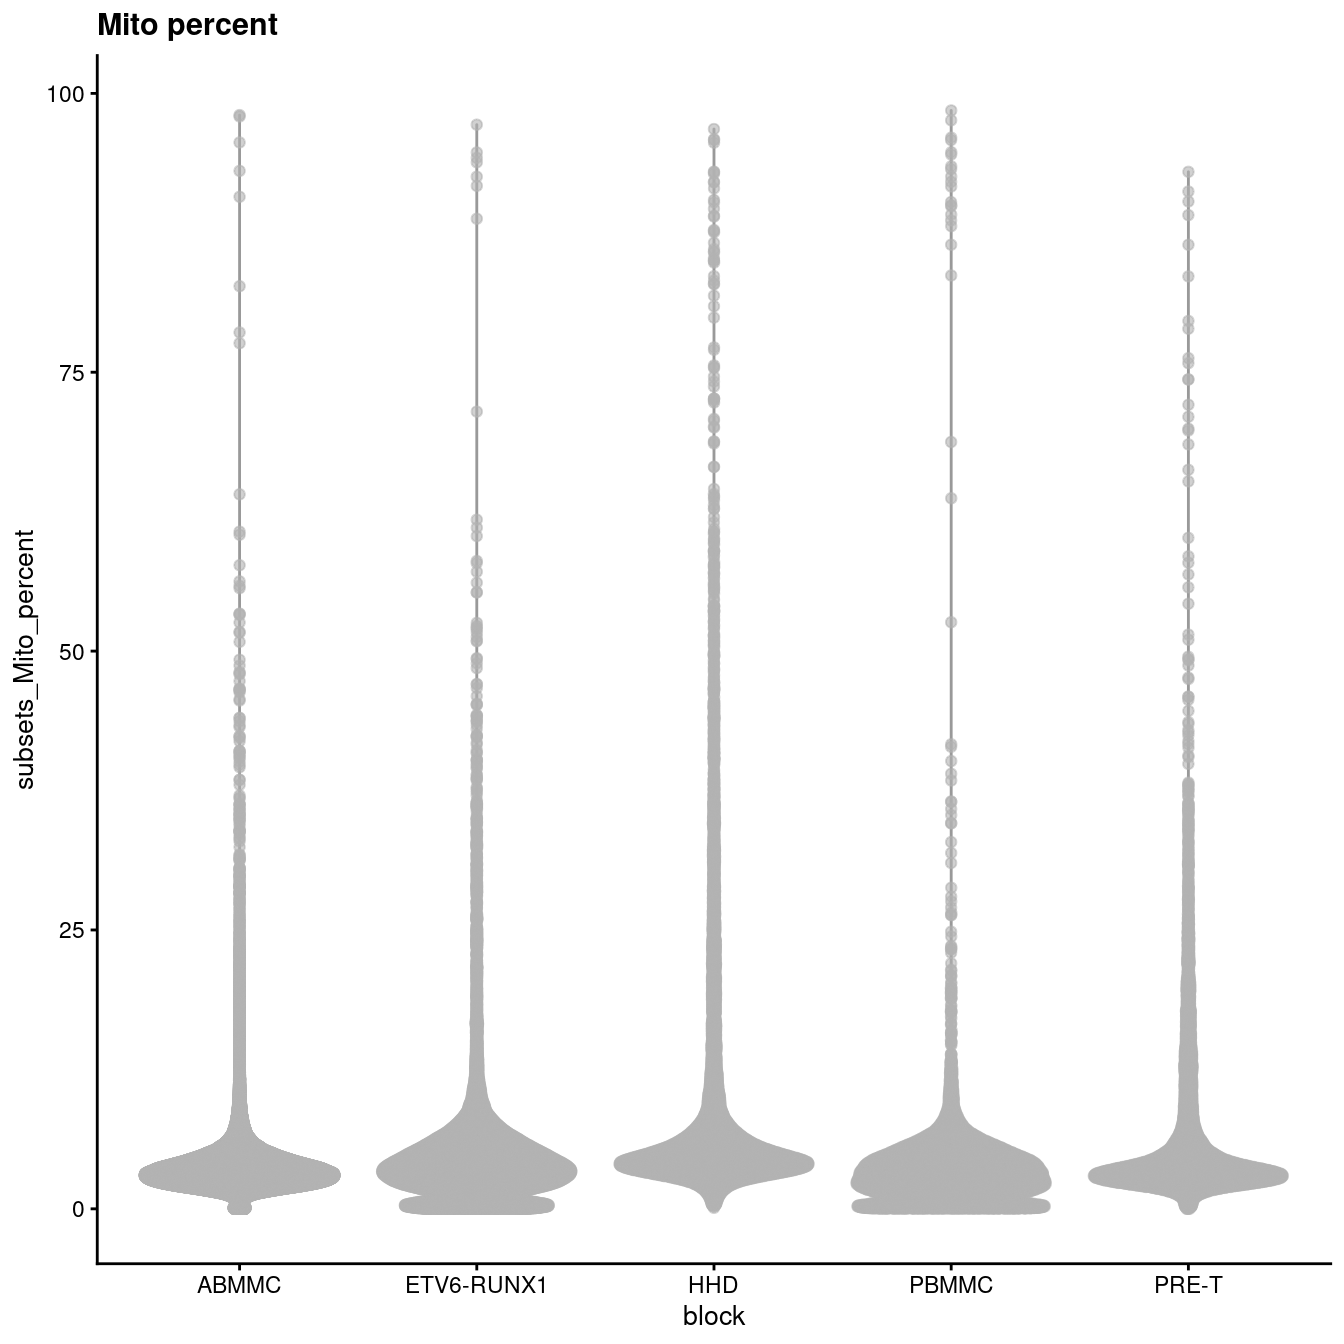 Mito percent
100
75
50
25
0
subsets_Mito_percent
ABMMC ETV6-RUNX1 HHD PBMMC PRE-T
block